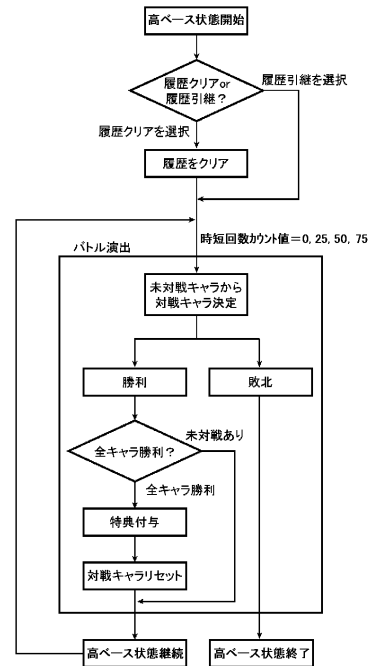 高ベース状態開始
履歴クリアor
履歴引継？
履歴引継を選択
履歴クリアを選択
履歴をクリア
時短回数カウント値＝0, 25, 50, 75
バトル演出
未対戦キャラから
対戦キャラ決定
勝利
敗北
全キャラ勝利？
未対戦あり
全キャラ勝利
特典付与
対戦キャラリセット
高ベース状態継続
高ベース状態終了